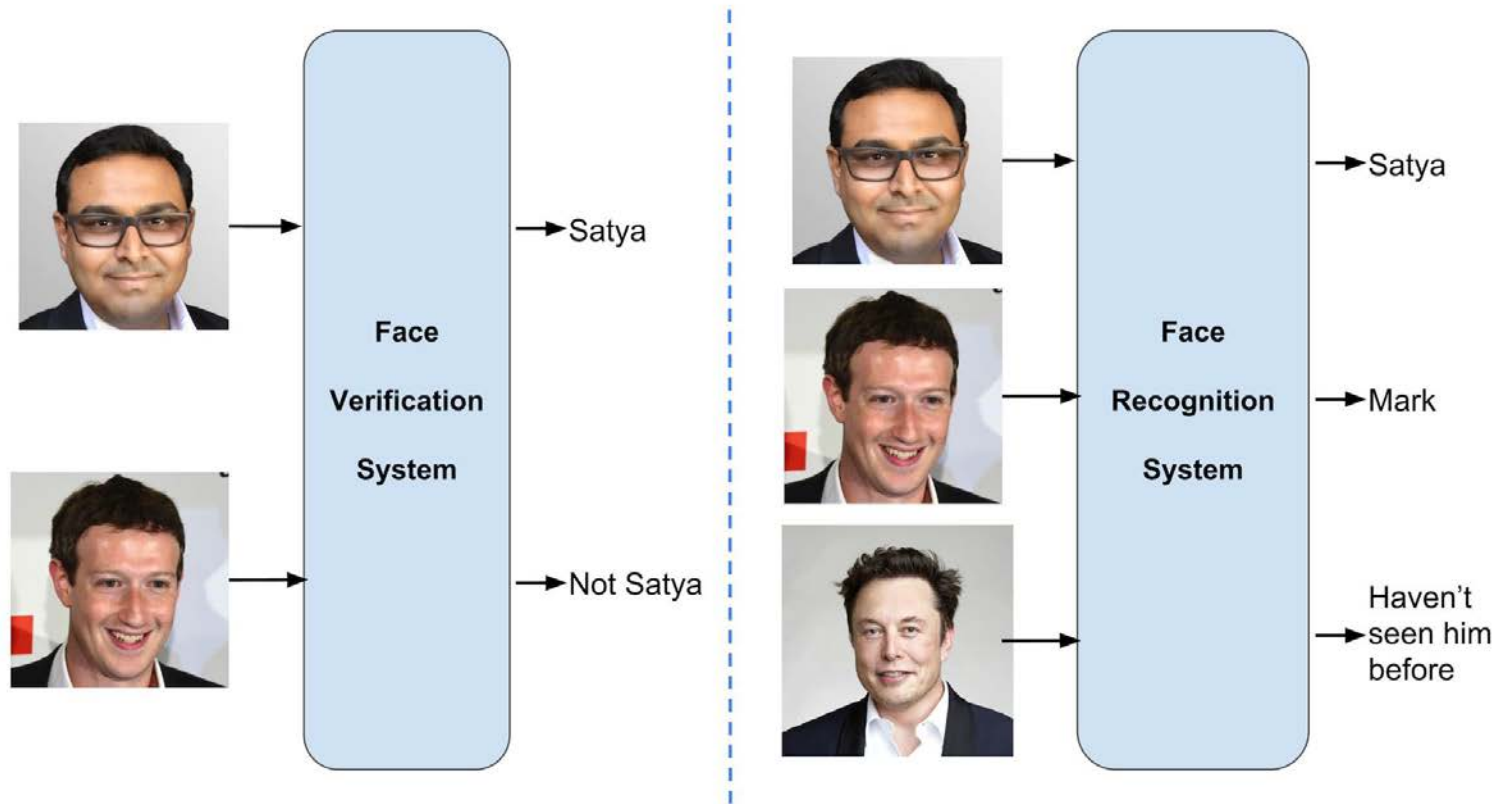 Face
Verification
System
Satya
Not Satya
Face
Recognition
System
Satya
Mark
Haven’t
seen him
before